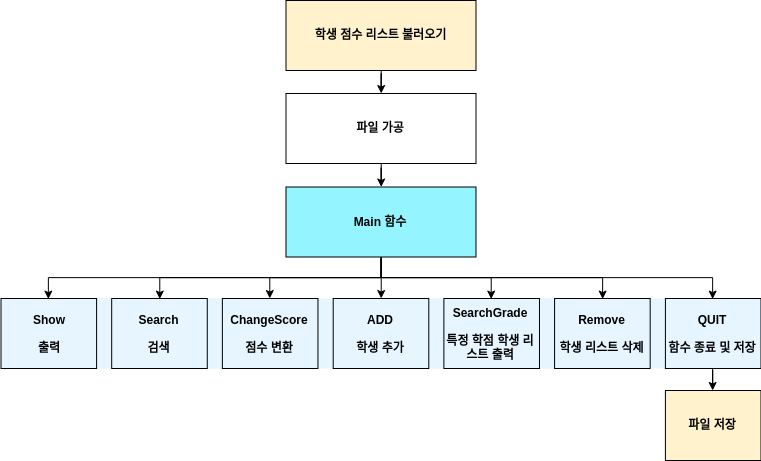 학생 점수 리스트 불러오기
파일 가공
Main 함수
Show
출력
Search
검색
ChangeScore
점수 변환
ADD
학생 추가
SearchGrade
특정 학점 학생 리
스트 출력
Remove
학생 리스트 삭제
QUIT
함수 종료 및 저장
파일 저장